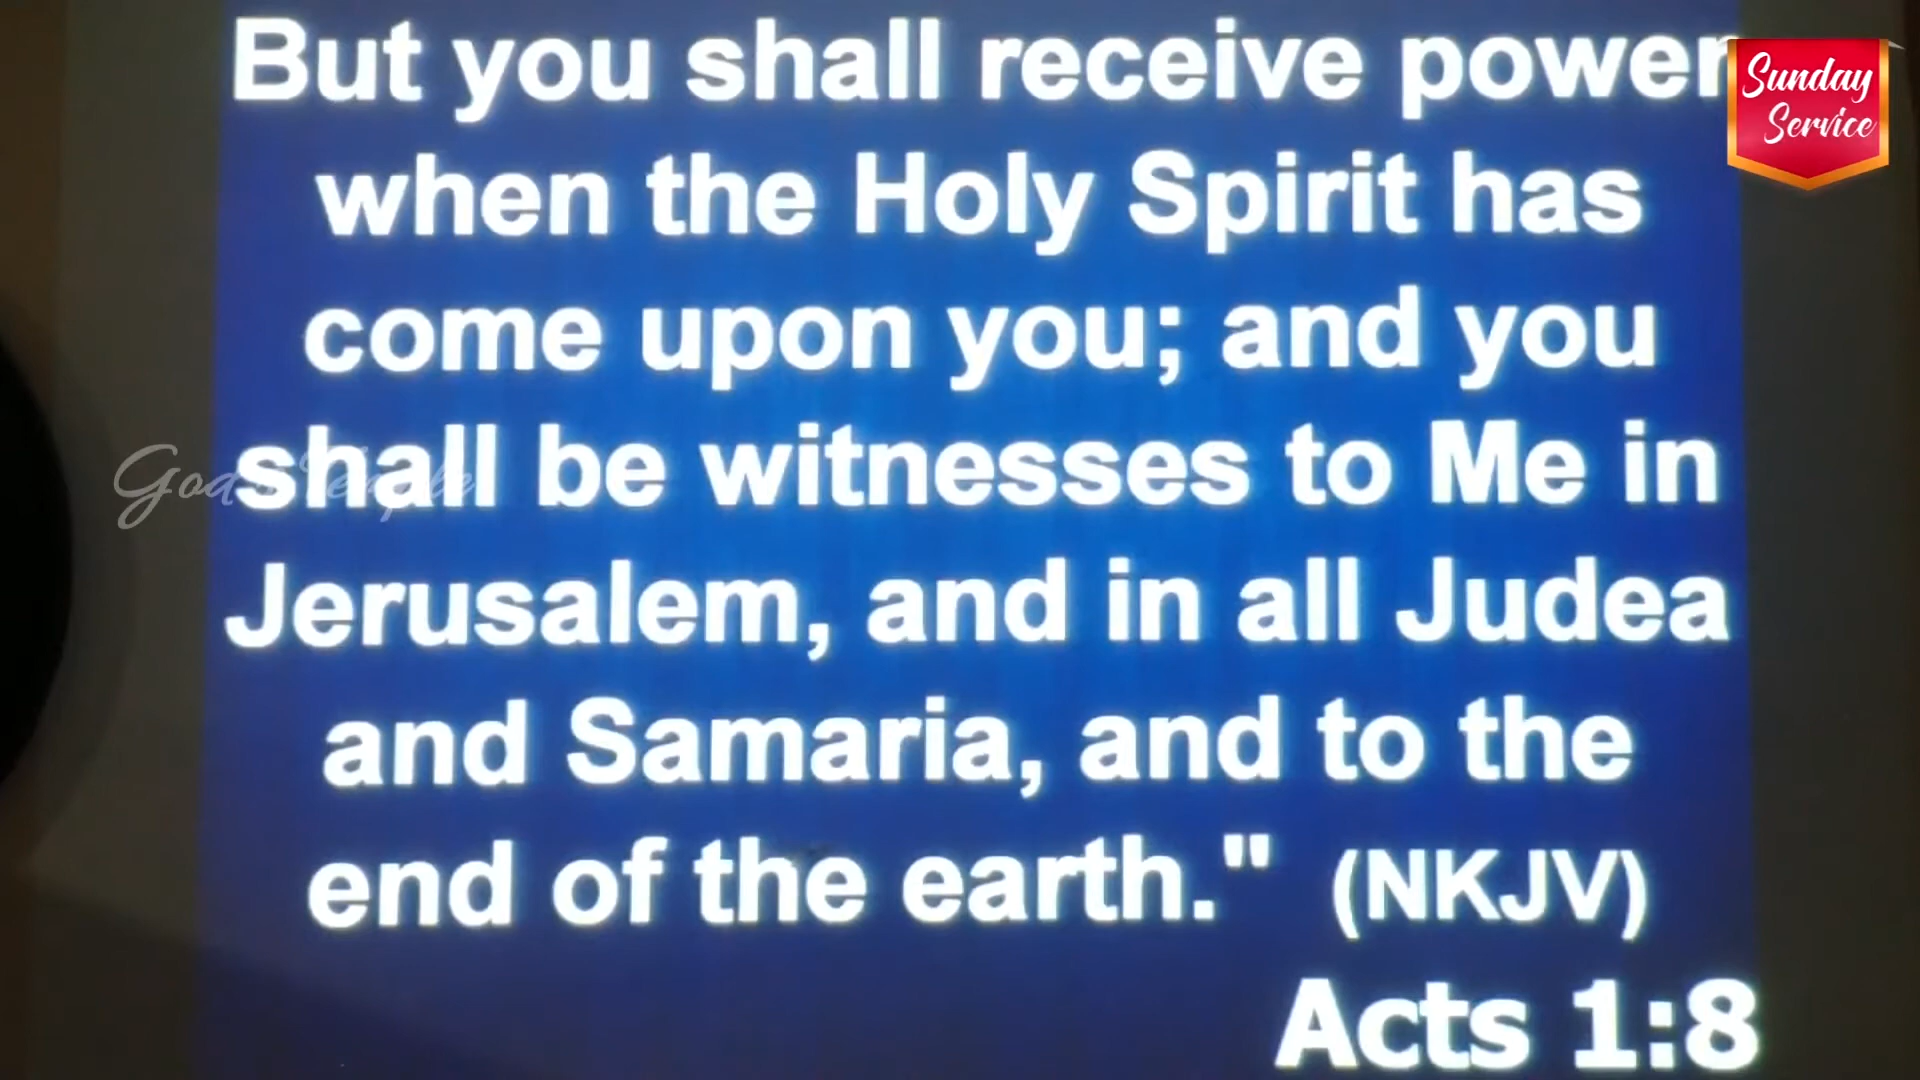 But you shall receive power
when the Holy Spirit has
come upon you; and you
shall be witnesses to Me in
Jerusalem, and in all Judea
and Samaria, and to the
end of the earth." (NKJV)
Acts 1:8
Sunday
Service
God's Temple